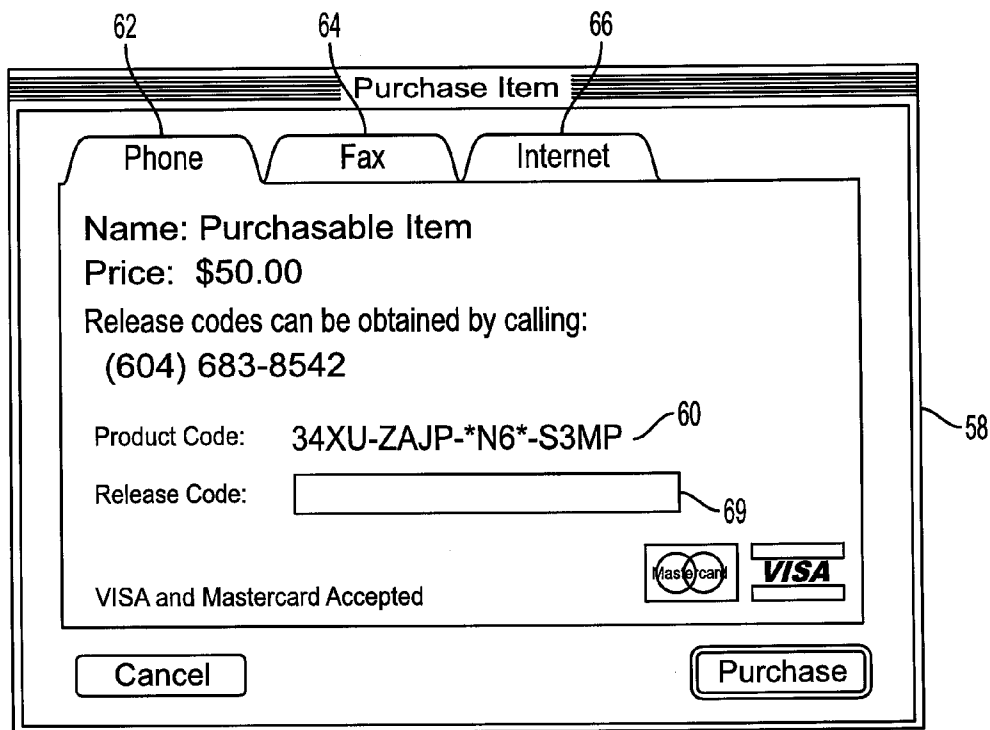 62 64 66
Purchase Item
Phone Fax Internet
Name: Purchasable Item
Price: $50.00
Release codes can be obtained by calling:
(604) 683-8542
Product Code: 34XU-ZAJP-*N6*-S3MP 60
58
Release Code: 69
Mastercard VISA
VISA and Mastercard Accepted
Cancel Purchase